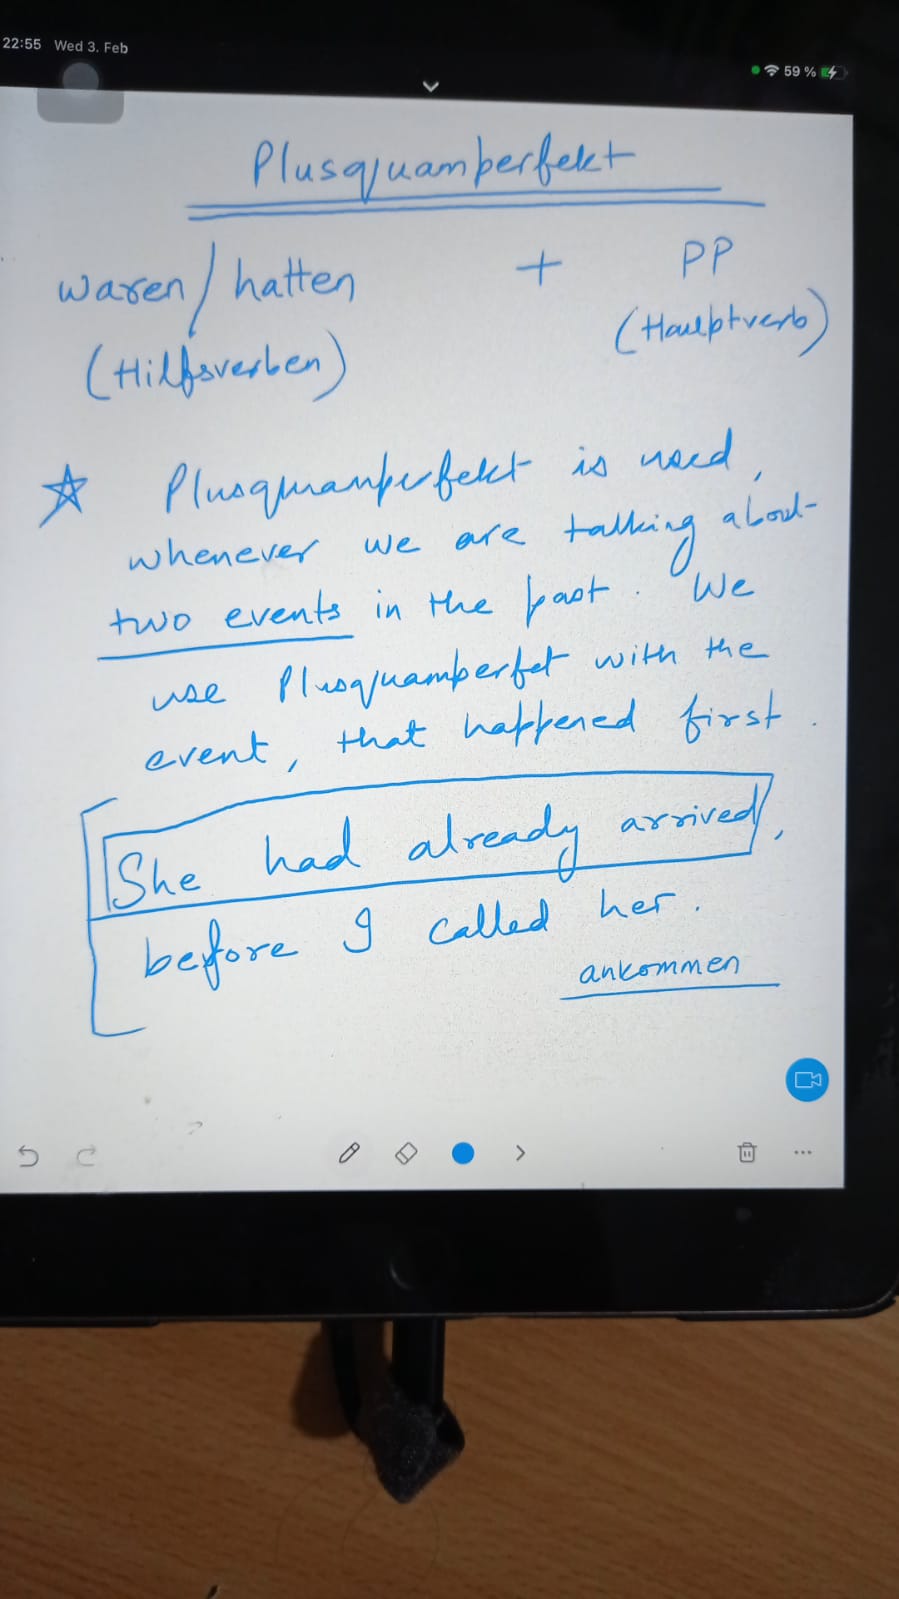 22:55 Wed 3. Feb
59 %
Plusquamperfekt
waren / hatten + PP
(Hilfsverben) (Hauptverb)
☆ Plusquamperfekt is used,
whenever we are talking about
two events in the past. We
use Plusquamperfet with the
event, that happened first.
She had already arrived,
before I called her.
ankommen